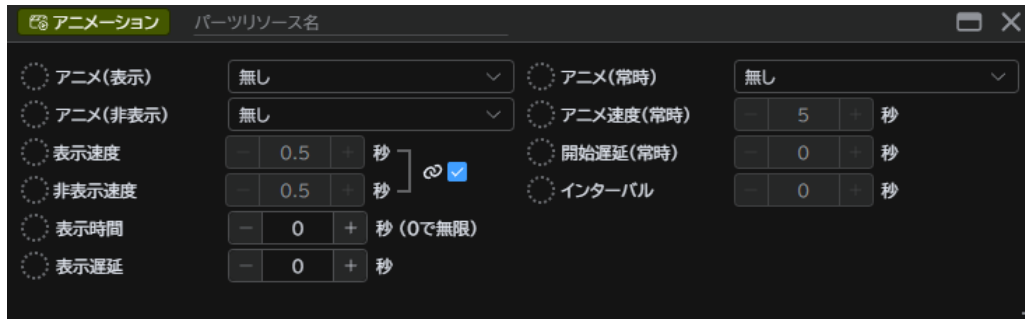 アニメーション パーツリソース名
アニメ(表示) 無し アニメ(常時) 無し
アニメ(非表示) 無し アニメ速度(常時) 5 秒
表示速度 0.5 秒 開始遅延(常時) 0 秒
非表示速度 0.5 秒 インターバル 0 秒
表示時間 0 秒 (0で無限)
表示遅延 0 秒